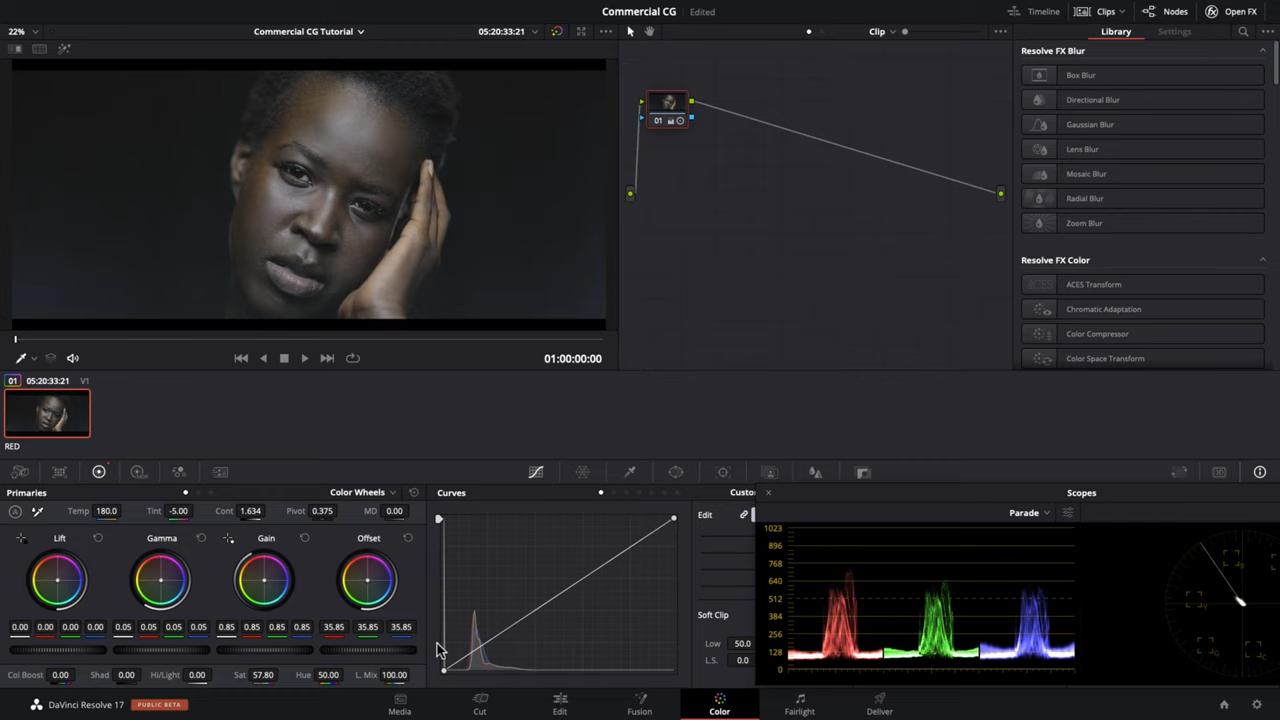 Commercial CG Edited
Timeline Clips Nodes Open FX
22% Commercial CG Tutorial 05:20:33:21 Clip Library Settings
Resolve FX Blur
Box Blur
Directional Blur
Gaussian Blur
Lens Blur
Mosaic Blur
Radial Blur
Zoom Blur
Resolve FX Color
ACES Transform
Chromatic Adaptation
Color Compressor
Color Space Transform
01
01:00:00:00
01 05:20:33:21 V1
RED
Primaries Color Wheels
Temp 180.0 Tint -5.00 Cont 1.634 Pivot 0.375 MD 0.00
Lift Gamma Gain Offset
0.00 0.00 0.00 0.00 0.05 0.05 0.05 0.05 0.85 0.85 0.85 0.85 35.85 35.85 35.85
Col Boost 0.00 Shad 0.00 Hi/Light 0.00 Sat 57.80 Hue 50.00 L. Mix 100.00
Curves Custo
Edit
Soft Clip
Low 50.0
L.S. 0.0
Scopes
Parade
1023
896
768
640
512
384
256
128
0
DaVinci Resolve 17 PUBLIC BETA
Media Cut Edit Fusion Color Fairlight Deliver